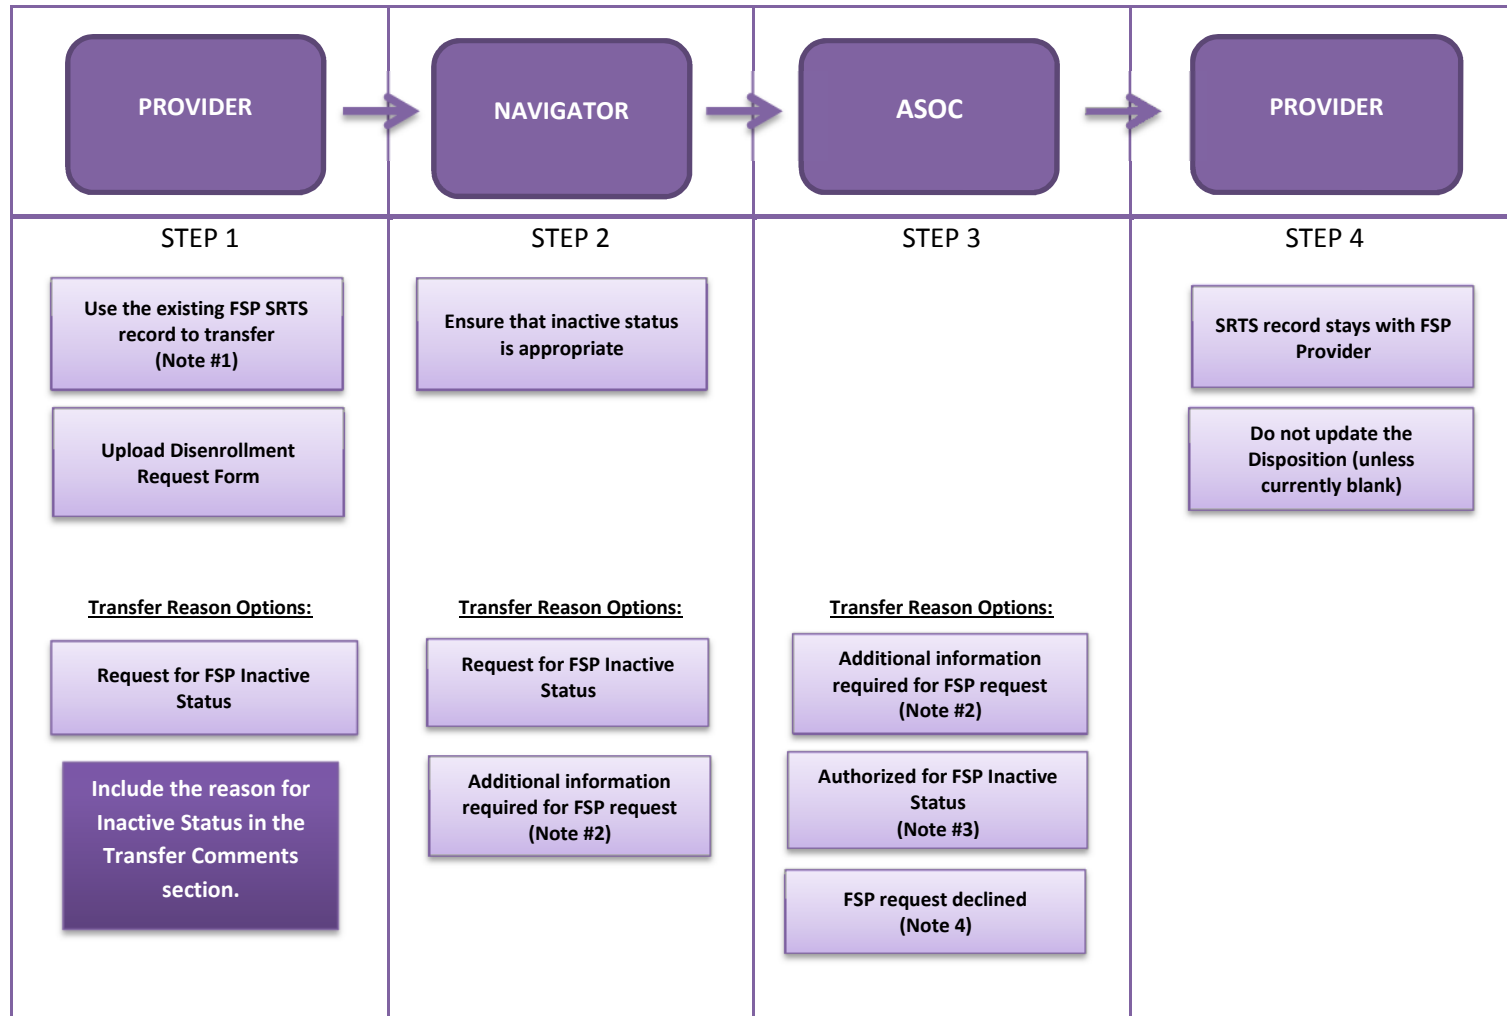 PROVIDER
NAVIGATOR
ASOC
PROVIDER
STEP 1
Use the existing FSP SRTS
record to transfer
(Note #1)
Upload Disenrollment
Request Form
Transfer Reason Options:
Request for FSP Inactive
Status
Include the reason for
Inactive Status in the
Transfer Comments
section.
STEP 2
Ensure that inactive status
is appropriate
Transfer Reason Options:
Request for FSP Inactive
Status
Additional information
required for FSP request
(Note #2)
STEP 3
Transfer Reason Options:
Additional information
required for FSP request
(Note #2)
Authorized for FSP Inactive
Status
(Note #3)
FSP request declined
(Note 4)
STEP 4
SRTS record stays with FSP
Provider
Do not update the
Disposition (unless
currently blank)